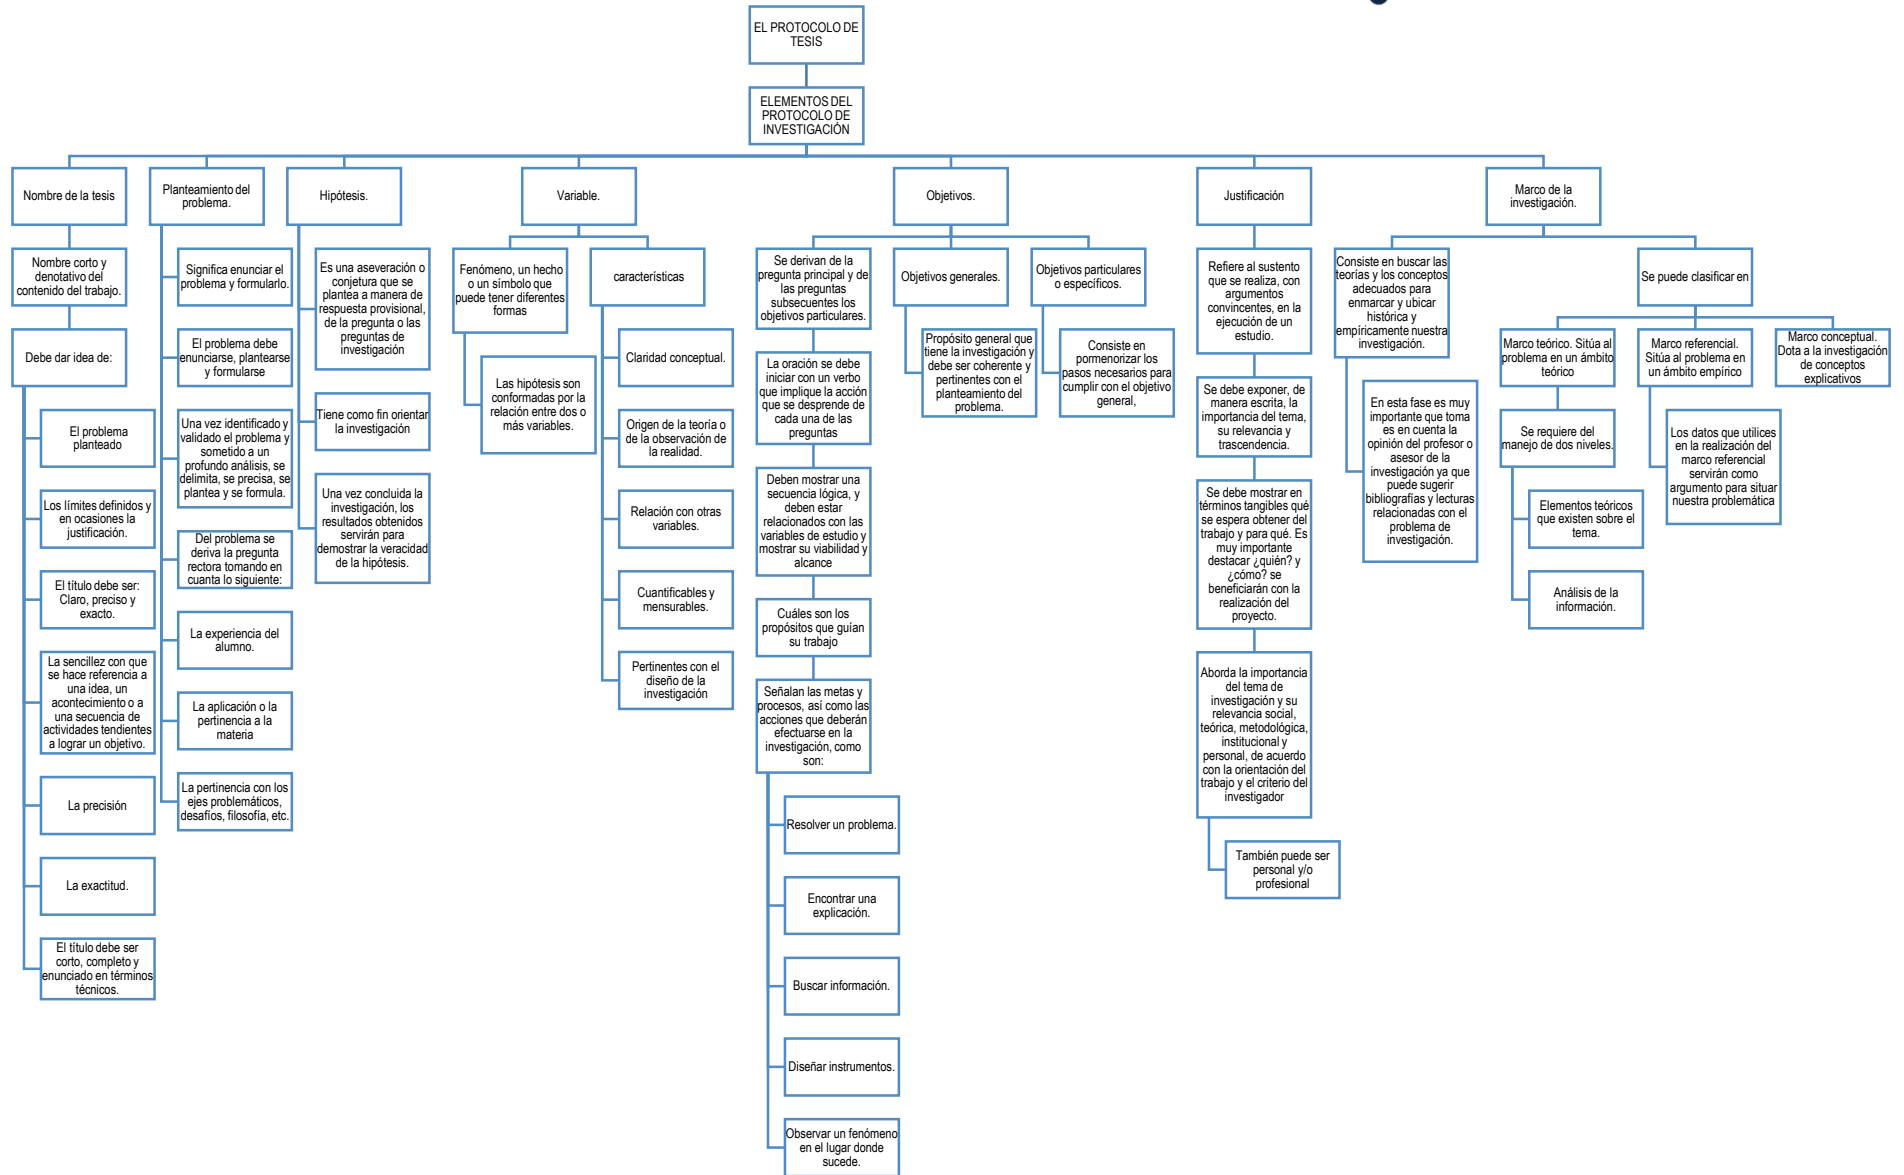 EL PROTOCOLO DE
TESIS
ELEMENTOS DEL
PROTOCOLO DE
INVESTIGACIÓN
Nombre de la tesis
Nombre corto y
denotativo del
contenido del trabajo.
Debe dar idea de:
El problema
planteado
Los límites definidos y
en ocasiones la
justificación.
El título debe ser:
Claro, preciso y
exacto.
La sencillez con que
se hace referencia a
una idea, un
acontecimiento o a
una secuencia de
actividades tendientes
a lograr un objetivo.
La precisión
La exactitud.
El título debe ser
corto, completo y
enunciado en términos
técnicos.
Planteamiento del
problema.
Significa enunciar el
problema y formularlo.
El problema debe
enunciarse, plantearse
y formularse
Una vez identificado y
validado el problema y
sometido a un
profundo análisis, se
delimita, se precisa, se
plantea y se formula.
Del problema se
deriva la pregunta
rectora tomando en
cuanta lo siguiente:
La experiencia del
alumno.
La aplicación o la
pertinencia a la
materia
La pertinencia con los
ejes problemáticos,
desafíos, filosofía, etc.
Hipótesis.
Es una aseveración o
conjetura que se
plantea a manera de
respuesta provisional,
de la pregunta o las
preguntas de
investigación
Tiene como fin orientar
la investigación
Una vez concluida la
investigación, los
resultados obtenidos
servirán para
demostrar la veracidad
de la hipótesis.
Variable.
Fenómeno, un hecho
o un símbolo que
puede tener diferentes
formas
Las hipótesis son
conformadas por la
relación entre dos o
más variables.
características
Claridad conceptual.
Origen de la teoría o
de la observación de
la realidad.
Relación con otras
variables.
Cuantificables y
mensurables.
Pertinentes con el
diseño de la
investigación
Objetivos.
Se derivan de la
pregunta principal y de
las preguntas
subsecuentes los
objetivos particulares.
La oración se debe
iniciar con un verbo
que implique la acción
que se desprende de
cada una de las
preguntas
Deben mostrar una
secuencia lógica, y
deben estar
relacionados con las
variables de estudio y
mostrar su viabilidad y
alcance
Cuáles son los
propósitos que guían
su trabajo
Señalan las metas y
procesos, así como las
acciones que deberán
efectuarse en la
investigación, como
son:
Resolver un problema.
Encontrar una
explicación.
Buscar información.
Diseñar instrumentos.
Observar un fenómeno
en el lugar donde
sucede.
Objetivos generales.
Propósito general que
tiene la investigación y
debe ser coherente y
pertinentes con el
planteamiento del
problema.
Objetivos particulares
o específicos.
Consiste en
pormenorizar los
pasos necesarios para
cumplir con el objetivo
general,
Justificación
Refiere al sustento
que se realiza, con
argumentos
convincentes, en la
ejecución de un
estudio.
Se debe exponer, de
manera escrita, la
importancia del tema,
su relevancia y
trascendencia.
Se debe mostrar en
términos tangibles qué
se espera obtener del
trabajo y para qué. Es
muy importante
destacar ¿quién? y
¿cómo? se
beneficiarán con la
realización del
proyecto.
Aborda la importancia
del tema de
investigación y su
relevancia social,
teórica, metodológica,
institucional y
personal, de acuerdo
con la orientación del
trabajo y el criterio del
investigador
También puede ser
personal y/o
profesional
Marco de la
investigación.
Consiste en buscar las
teorías y los conceptos
adecuados para
enmarcar y ubicar
histórica y
empíricamente nuestra
investigación.
En esta fase es muy
importante que toma
es en cuenta la
opinión del profesor o
asesor de la
investigación ya que
puede sugerir
bibliografías y lecturas
relacionadas con el
problema de
investigación.
Se puede clasificar en
Marco teórico. Sitúa al
problema en un ámbito
teórico
Se requiere del
manejo de dos niveles.
Elementos teóricos
que existen sobre el
tema.
Análisis de la
información.
Marco referencial.
Sitúa al problema en
un ámbito empírico
Los datos que utilices
en la realización del
marco referencial
servirán como
argumento para situar
nuestra problemática
Marco conceptual.
Dota a la investigación
de conceptos
explicativos